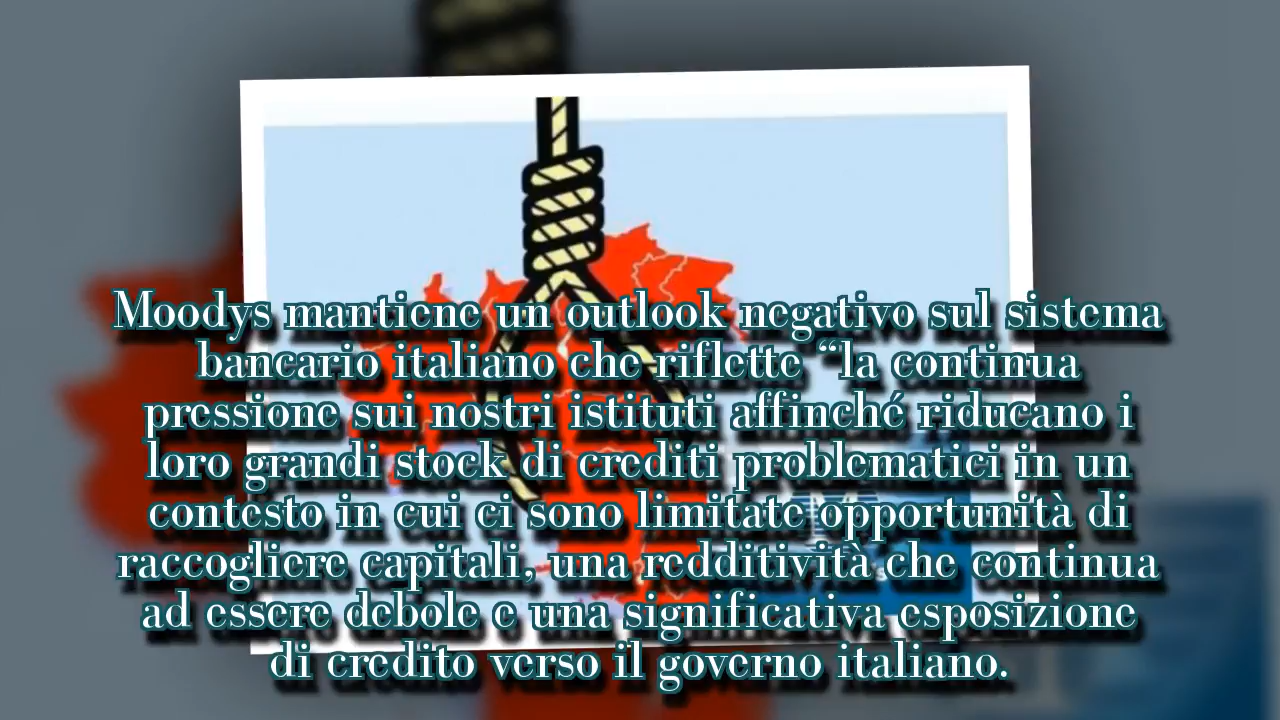 Moodys mantiene un outlook negativo sul sistema
bancario italiano che riflette “la continua
pressione sui nostri istituti affinché riducano i
loro grandi stock di crediti problematici in un
contesto in cui ci sono limitate opportunità di
raccogliere capitali, una redditività che continua
ad essere debole e una significativa esposizione
di credito verso il governo italiano.